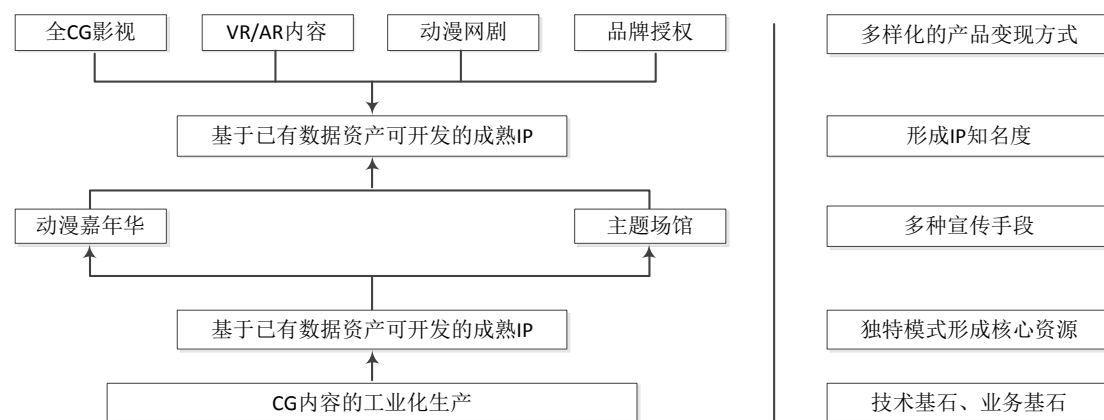 全CG影视
VR/AR内容
动漫网剧
品牌授权
多样化的产品变现方式
基于已有数据资产可开发的成熟IP
形成IP知名度
动漫嘉年华
主题场馆
多种宣传手段
基于已有数据资产可开发的成熟IP
独特模式形成核心资源
CG内容的工业化生产
技术基石、业务基石